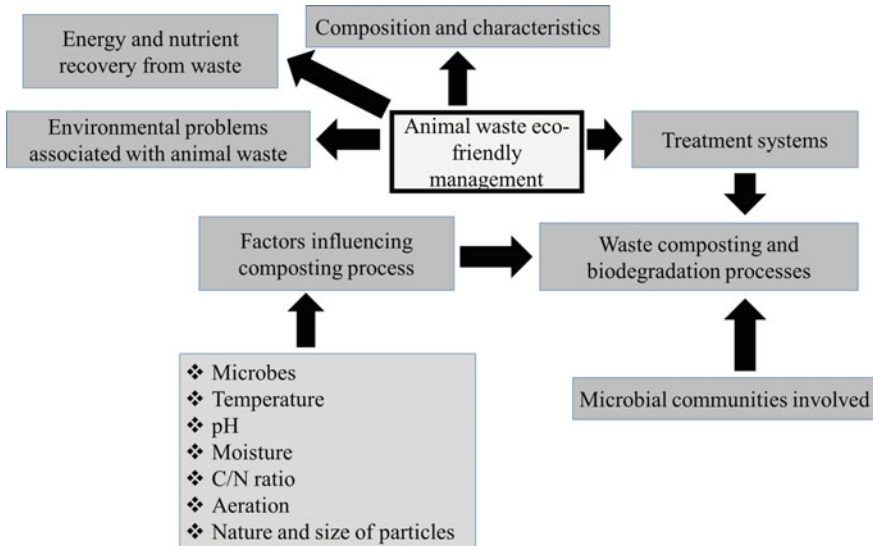 Energy and nutrient
recovery from waste
Composition and characteristics
Environmental problems
associated with animal waste
Animal waste eco-
friendly
management
Treatment systems
Factors influencing
composting process
Waste composting and
biodegradation processes
❖ Microbes
❖ Temperature
❖ pH
❖ Moisture
❖ C/N ratio
❖ Aeration
❖ Nature and size of particles
Microbial communities involved